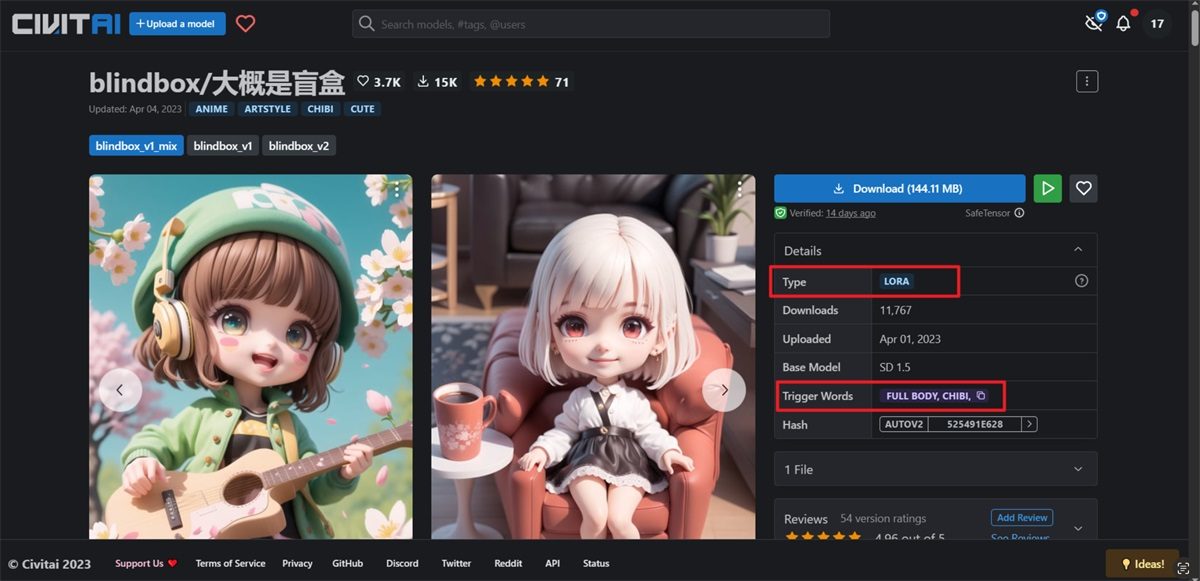 CIVITAI
+ Upload a model
Search models, #tags, @users
17
blindbox/大概是盲盒 3.7K 15K 71
Updated: Apr 04, 2023 ANIME ARTSTYLE CHIBI CUTE
blindbox_v1_mix blindbox_v1 blindbox_v2
Download (144.11 MB)
Verified: 14 days ago SafeTensor
Details
Type LORA
Downloads 11,767
Uploaded Apr 01, 2023
Base Model SD 1.5
Trigger Words FULL BODY, CHIBI,
Hash AUTOV2 525491E628
1 File
Reviews 54 version ratings Add Review
4.96 out of 5 See Reviews
© Civitai 2023 Support Us Terms of Service Privacy GitHub Discord Twitter Reddit API Status Ideas!